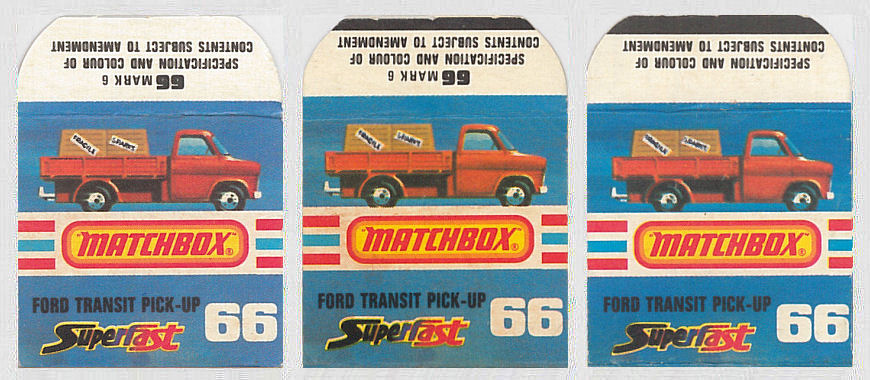 66 MARK 6
SPECIFICATION AND COLOUR OF
CONTENTS SUBJECT TO AMENDMENT
FRAGILE
"MATCHBOX"®
FORD TRANSIT PICK-UP
Superfast 66
66 MARK 6
SPECIFICATION AND COLOUR OF
CONTENTS SUBJECT TO AMENDMENT
FRAGILE
"MATCHBOX"®
FORD TRANSIT PICK-UP
Superfast 66
SPECIFICATION AND COLOUR OF
CONTENTS SUBJECT TO AMENDMENT
FRAGILE
"MATCHBOX"®
FORD TRANSIT PICK-UP
Superfast 66